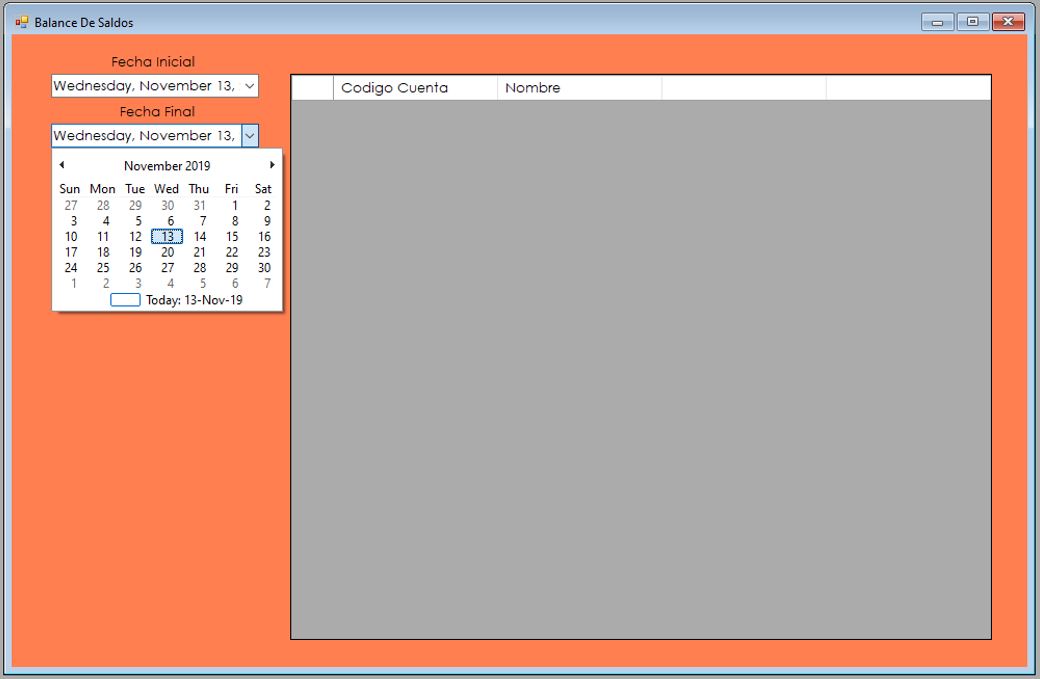 Balance De Saldos
Fecha Inicial
Wednesday, November 13,
Fecha Final
Wednesday, November 13,
Codigo Cuenta Nombre
November 2019
Sun Mon Tue Wed Thu Fri Sat
27 28 29 30 31 1 2
3 4 5 6 7 8 9
10 11 12 13 14 15 16
17 18 19 20 21 22 23
24 25 26 27 28 29 30
1 2 3 4 5 6 7
Today: 13-Nov-19